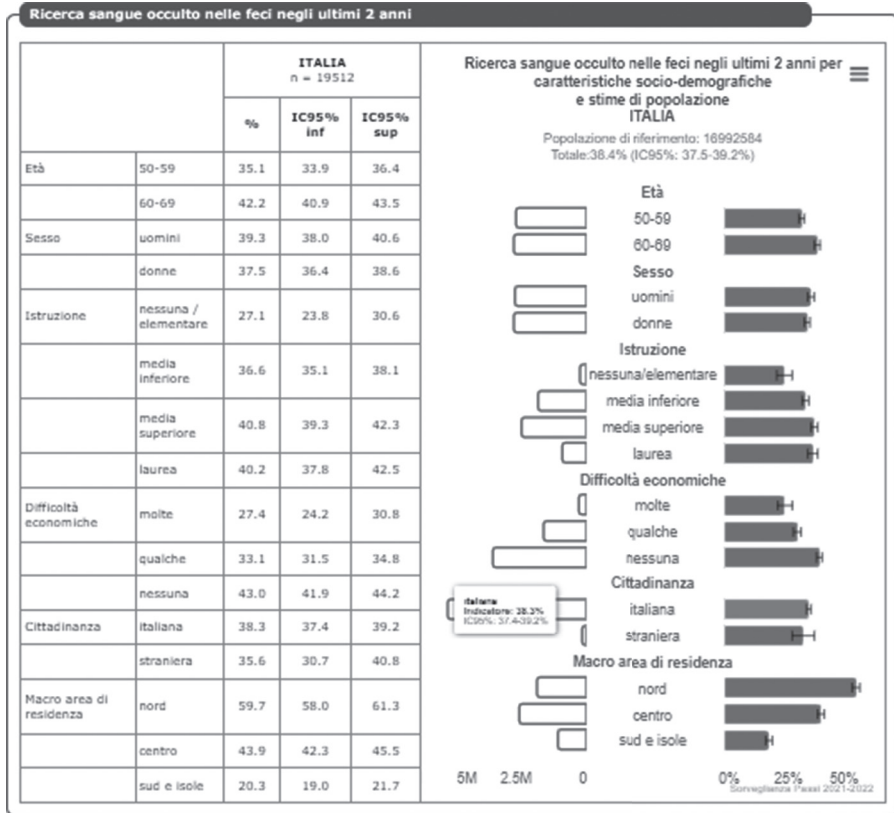 Ricerca sangue occulto nelle feci negli ultimi 2 anni
ITALIA
n = 19512
% IC95% inf IC95% sup
Età 50-59 35.1 33.9 36.4
60-69 42.2 40.9 43.5
Sesso uomini 39.3 38.0 40.6
donne 37.5 36.4 38.6
Istruzione nessuna / elementare 27.1 23.8 30.6
media inferiore 36.6 35.1 38.1
media superiore 40.8 39.3 42.3
laurea 40.2 37.8 42.5
Difficoltà economiche molte 27.4 24.2 30.8
qualche 33.1 31.5 34.8
nessuna 43.0 41.9 44.2
Cittadinanza italiana 38.3 37.4 39.2
straniera 35.6 30.7 40.8
Macro area di residenza nord 59.7 58.0 61.3
centro 43.9 42.3 45.5
sud e isole 20.3 19.0 21.7
Ricerca sangue occulto nelle feci negli ultimi 2 anni per
caratteristiche socio-demografiche
e stime di popolazione
ITALIA
Popolazione di riferimento: 16992584
Totale:38.4% (IC95%: 37.5-39.2%)
Età
50-59
60-69
Sesso
uomini
donne
Istruzione
nessuna/elementare
media inferiore
media superiore
laurea
Difficoltà economiche
molte
qualche
nessuna
Cittadinanza
italiana
Indicatore: 38.3%
IC95%: 37.4-39.2%
italiana
straniera
Macro area di residenza
nord
centro
sud e isole
5M 2.5M 0 0% 25% 50%
Sorveglianza Passi 2021-2022